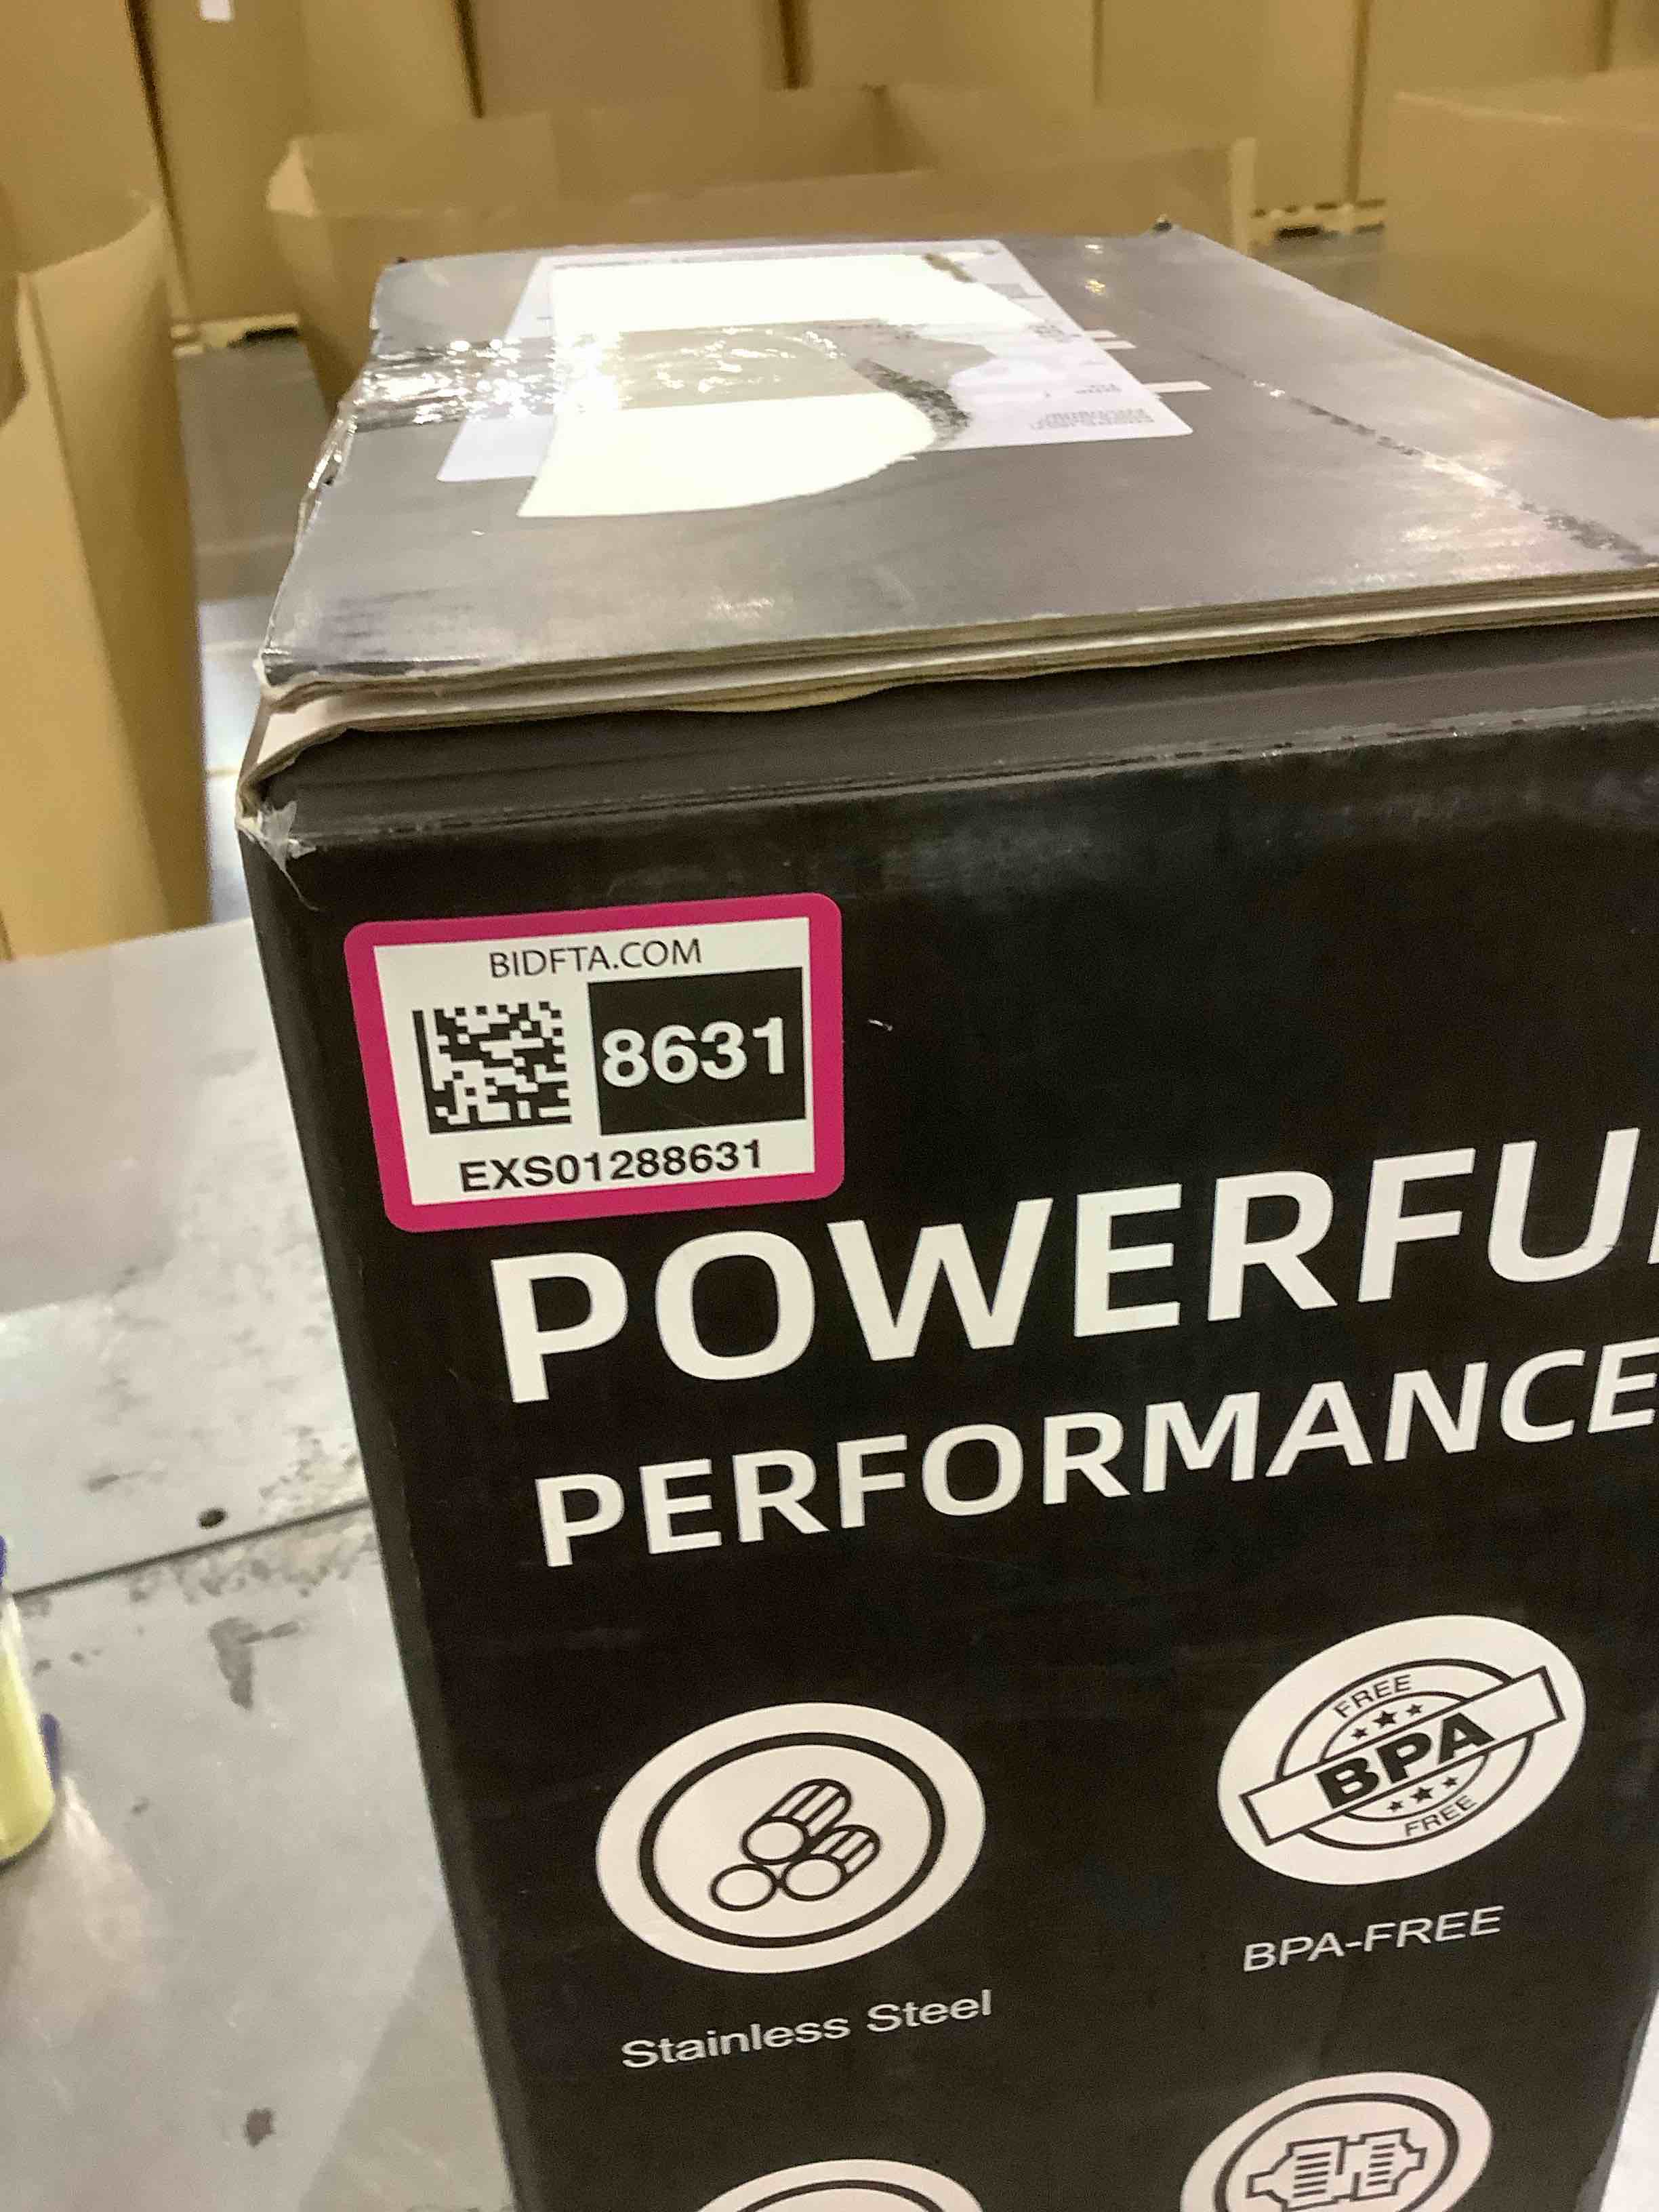 BIDFTA.COM
8631
EXS01288631
POWERFU
PERFORMANCE
FREE
BPA
FREE
BPA-FREE
Stainless Steel